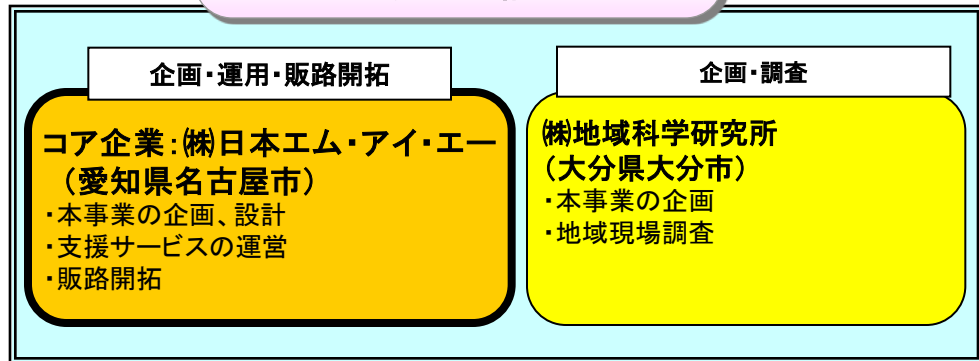 企画・運用・販路開拓
コア企業：㈱日本エム・アイ・エー
（愛知県名古屋市）
・本事業の企画、設計
・支援サービスの運営
・販路開拓
企画・調査
㈱地域科学研究所
（大分県大分市）
・本事業の企画
・地域現場調査